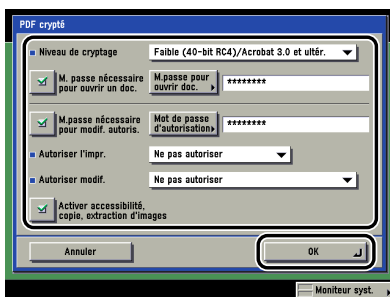 PDF crypté
Niveau de cryptage Faible (40-bit RC4)/Acrobat 3.0 et ultér.
M. passe nécessaire M.passe pour ********
pour ouvrir un doc. ouvrir doc.
M.passe nécessaire Mot de passe ********
pour modif. autoris. d'autorisation
Autoriser l'impr. Ne pas autoriser
Autoriser modif. Ne pas autoriser
Activer accessibilité,
copie, extraction d'images
Annuler OK
Moniteur syst.